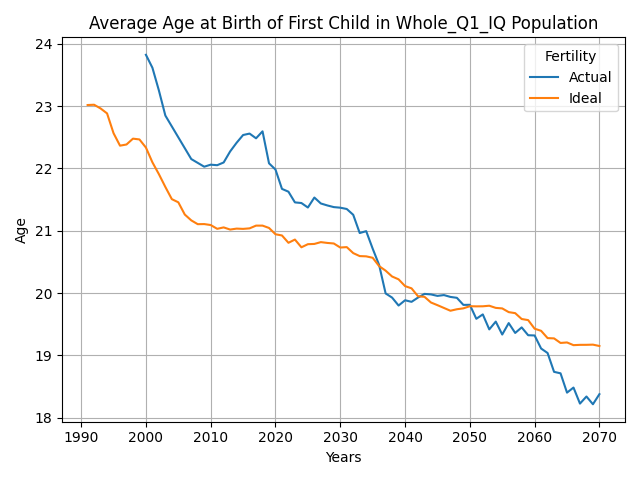 Average Age at Birth of First Child in Whole_Q1_IQ Population
Fertility
Actual
Ideal
24
23
22
21
20
19
18
Age
1990 2000 2010 2020 2030 2040 2050 2060 2070
Years